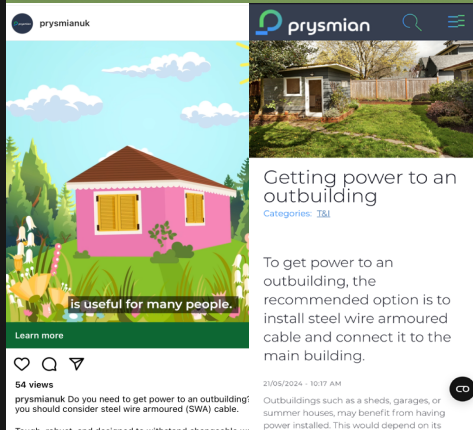 prysmianuk
is useful for many people.
Learn more
54 views
prysmianuk Do you need to get power to an outbuilding?
you should consider steel wire armoured (SWA) cable.
prysmian
Getting power to an
outbuilding
Categories: T&I
To get power to an
outbuilding, the
recommended option is to
install steel wire armoured
cable and connect it to the
main building.
21/05/2024 - 10:17 AM
Outbuildings such as a sheds, garages, or
summer houses, may benefit from having
power installed. This would depend on its